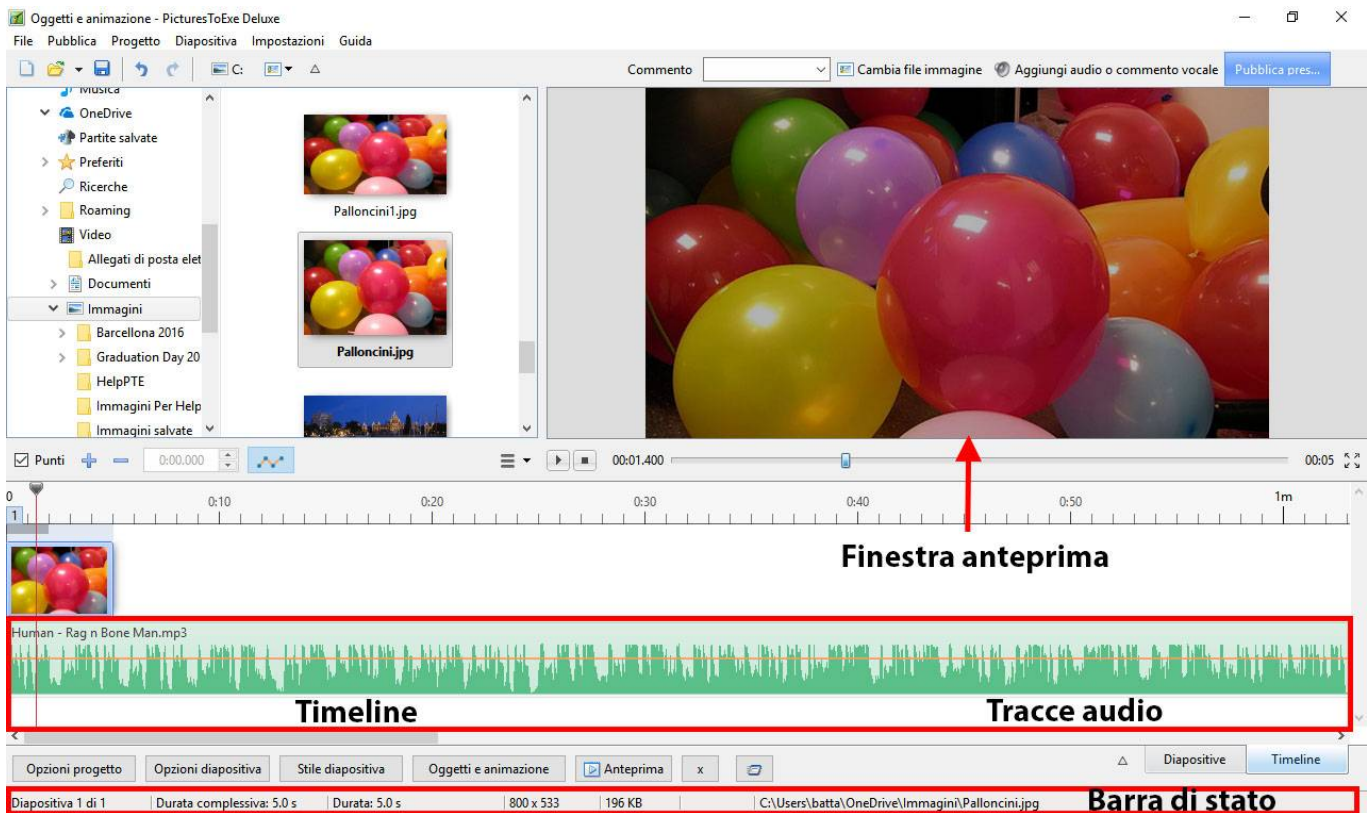 Oggetti e animazione - PicturesToExe Deluxe
File Pubblica Progetto Diapositiva Impostazioni Guida
C:
Commento
Cambia file immagine
Aggiungi audio o commento vocale
Pubblica pres...
Musica
OneDrive
Partite salvate
Preferiti
Ricerche
Roaming
Video
Allegati di posta elet
Documenti
Immagini
Barcellona 2016
Graduation Day 20
HelpPTE
Immagini Per Help
Immagini salvate
Palloncini1.jpg
Palloncini.jpg
Punti
0:00.000
00:01.400
00:05
0 0:10 0:20 0:30 0:40 0:50 1m
1
Finestra anteprima
Human - Rag n Bone Man.mp3
Timeline
Tracce audio
Opzioni progetto Opzioni diapositiva Stile diapositiva Oggetti e animazione Anteprima x
Diapositive Timeline
Diapositiva 1 di 1 Durata complessiva: 5.0 s Durata: 5.0 s 800 x 533 196 KB C:\Users\batta\OneDrive\Immagini\Palloncini.jpg
Barra di stato